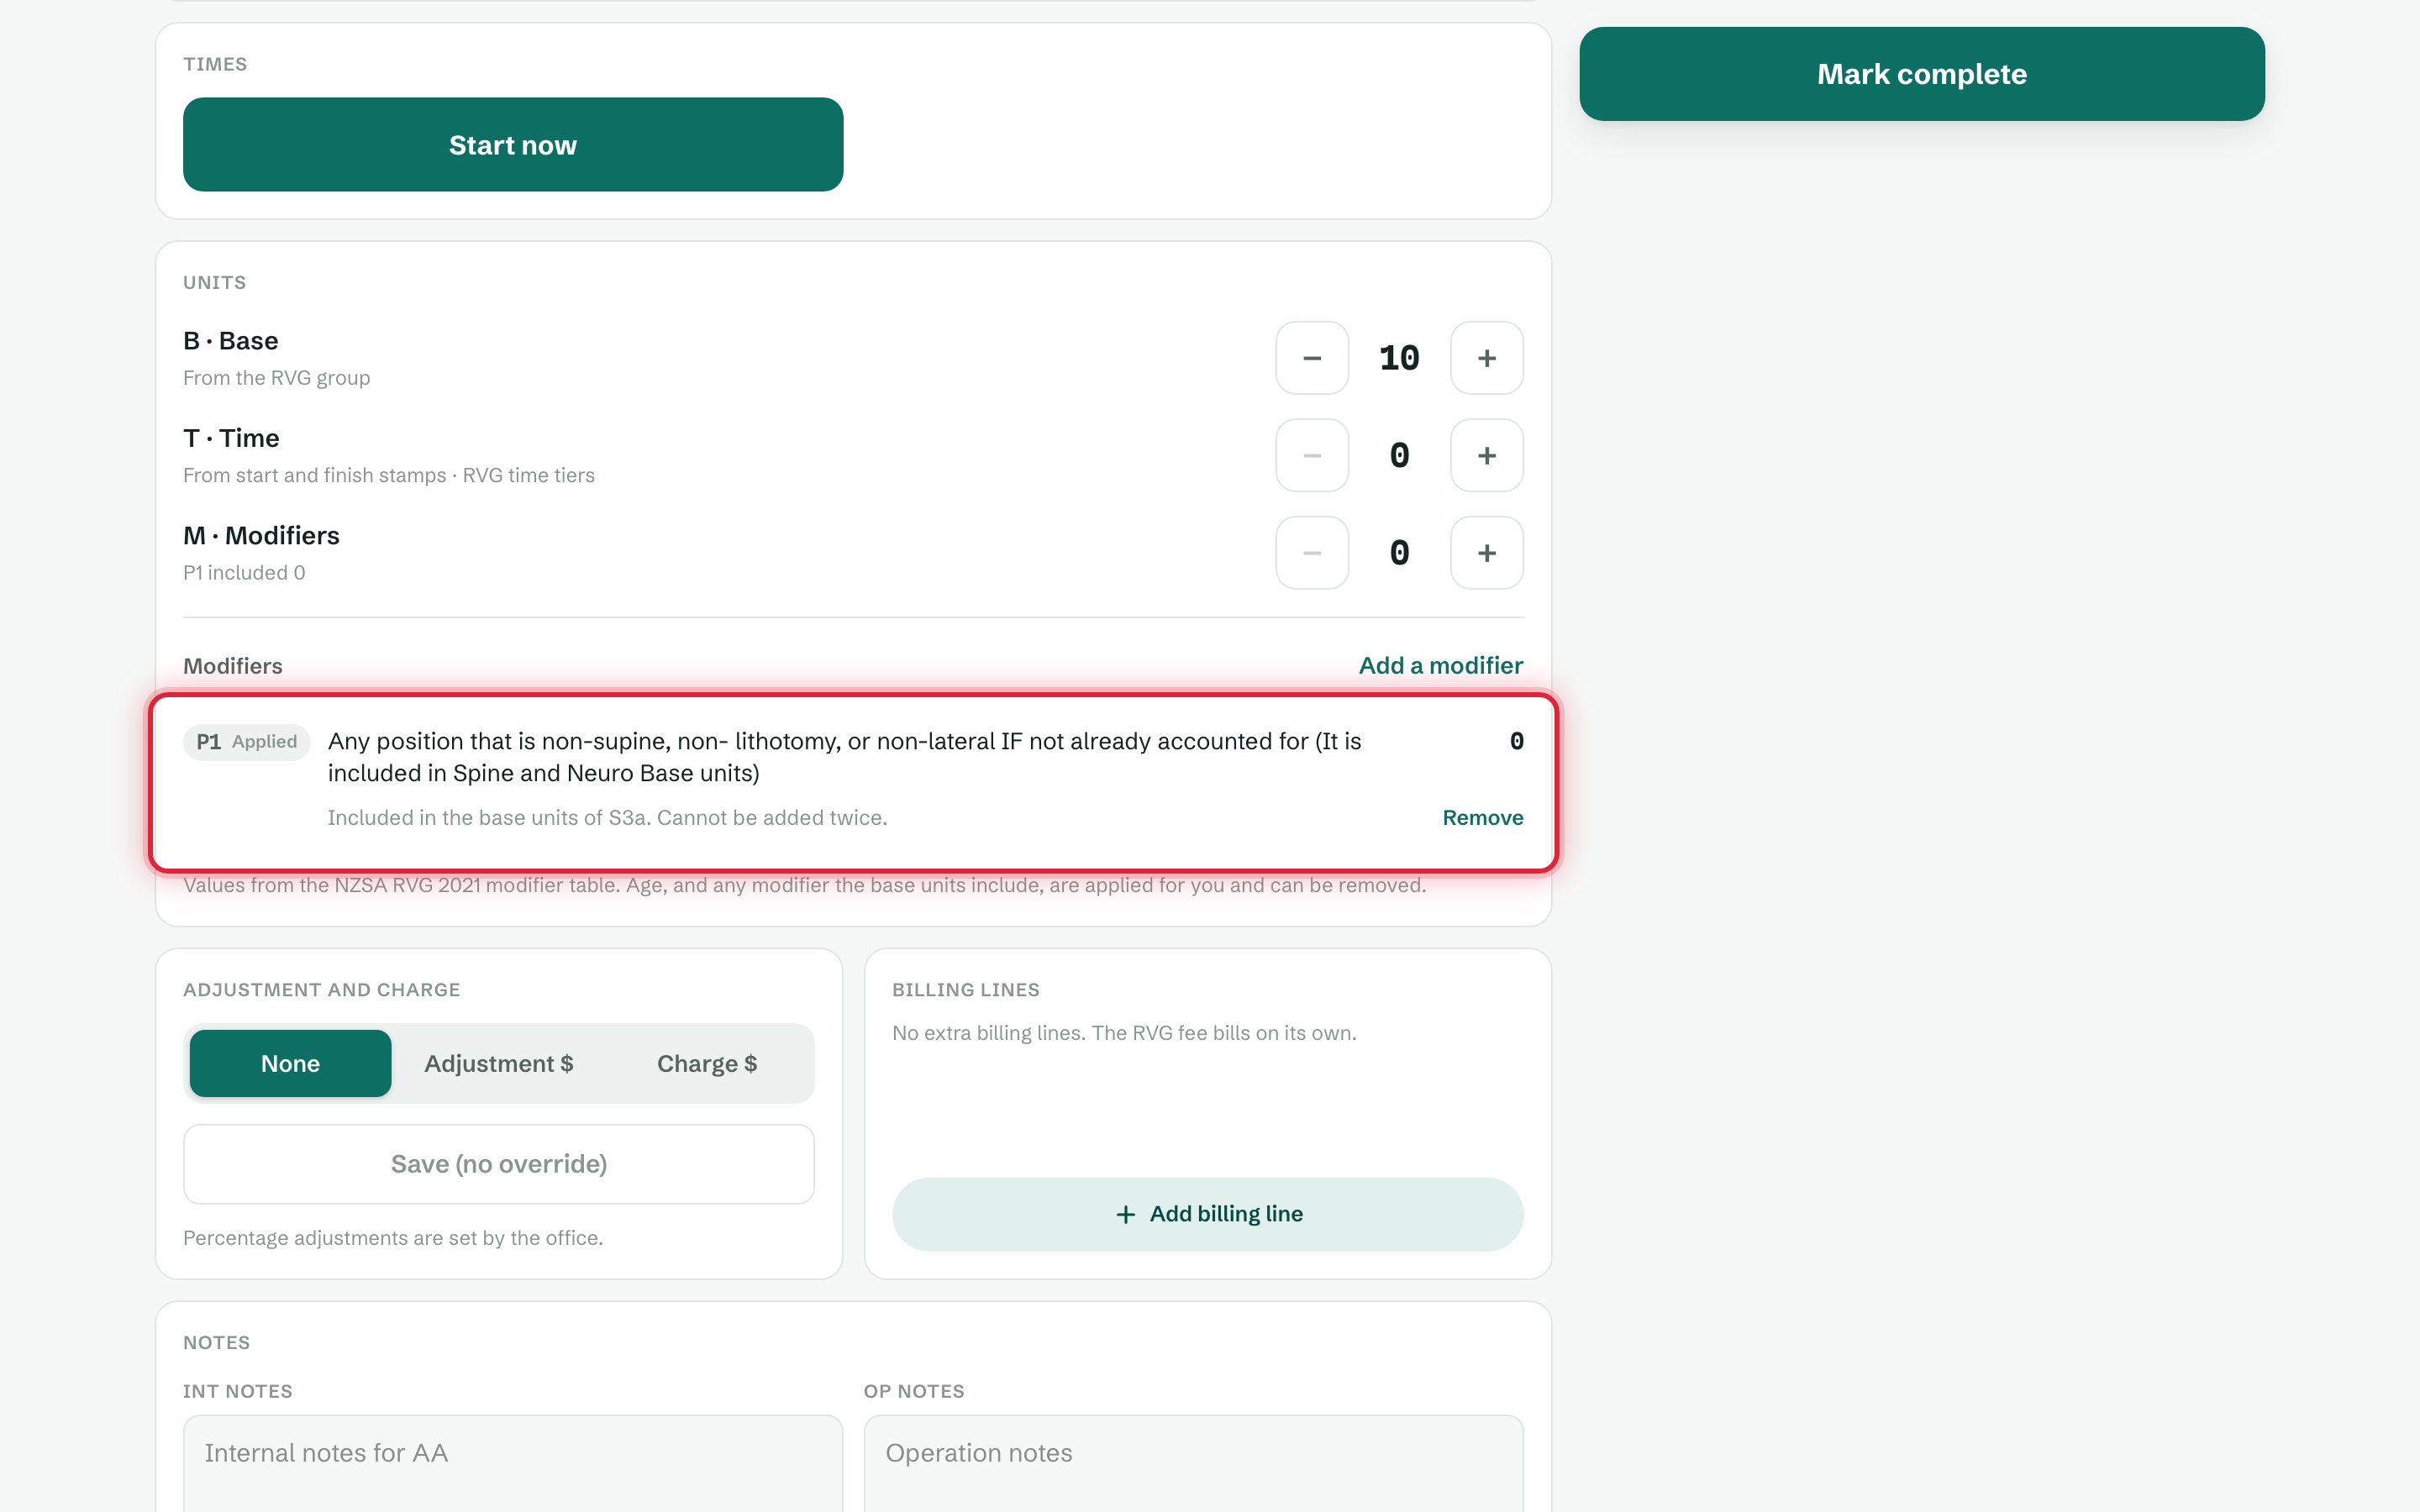 TIMES
Start now
Mark complete
UNITS
B · Base
From the RVG group
− 10 +
T · Time
From start and finish stamps · RVG time tiers
− 0 +
M · Modifiers
P1 included 0
− 0 +
Modifiers
Add a modifier
P1 Applied
Any position that is non-supine, non- lithotomy, or non-lateral IF not already accounted for (It is
included in Spine and Neuro Base units)
0
Included in the base units of S3a. Cannot be added twice.
Remove
Values from the NZSA RVG 2021 modifier table. Age, and any modifier the base units include, are applied for you and can be removed.
ADJUSTMENT AND CHARGE
None
Adjustment $
Charge $
Save (no override)
Percentage adjustments are set by the office.
BILLING LINES
No extra billing lines. The RVG fee bills on its own.
+ Add billing line
NOTES
INT NOTES
Internal notes for AA
OP NOTES
Operation notes